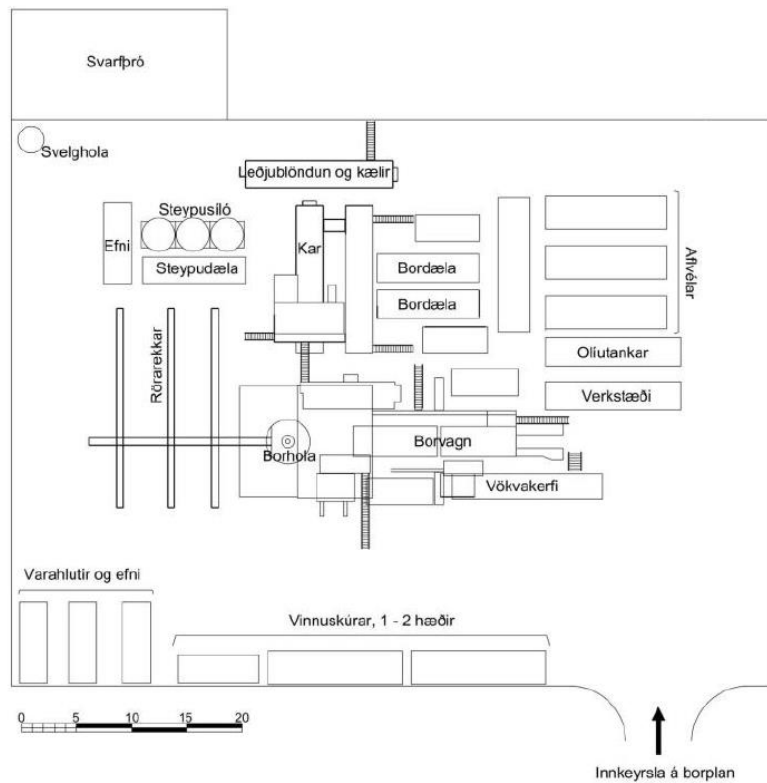 Svarfþró
Svelghola
Leðjublöndun og kælir
Steypusíló
Efni
Kar
Steypudæla
Bordæla
Bordæla
Aflvélar
Rörarekkar
Olíutankar
Verkstæði
Borhola
Borvagn
Vökvakerfi
Varahlutir og efni
Vinnuskúrar, 1 - 2 hæðir
0 5 10 15 20
Innkeyrsla á borplan